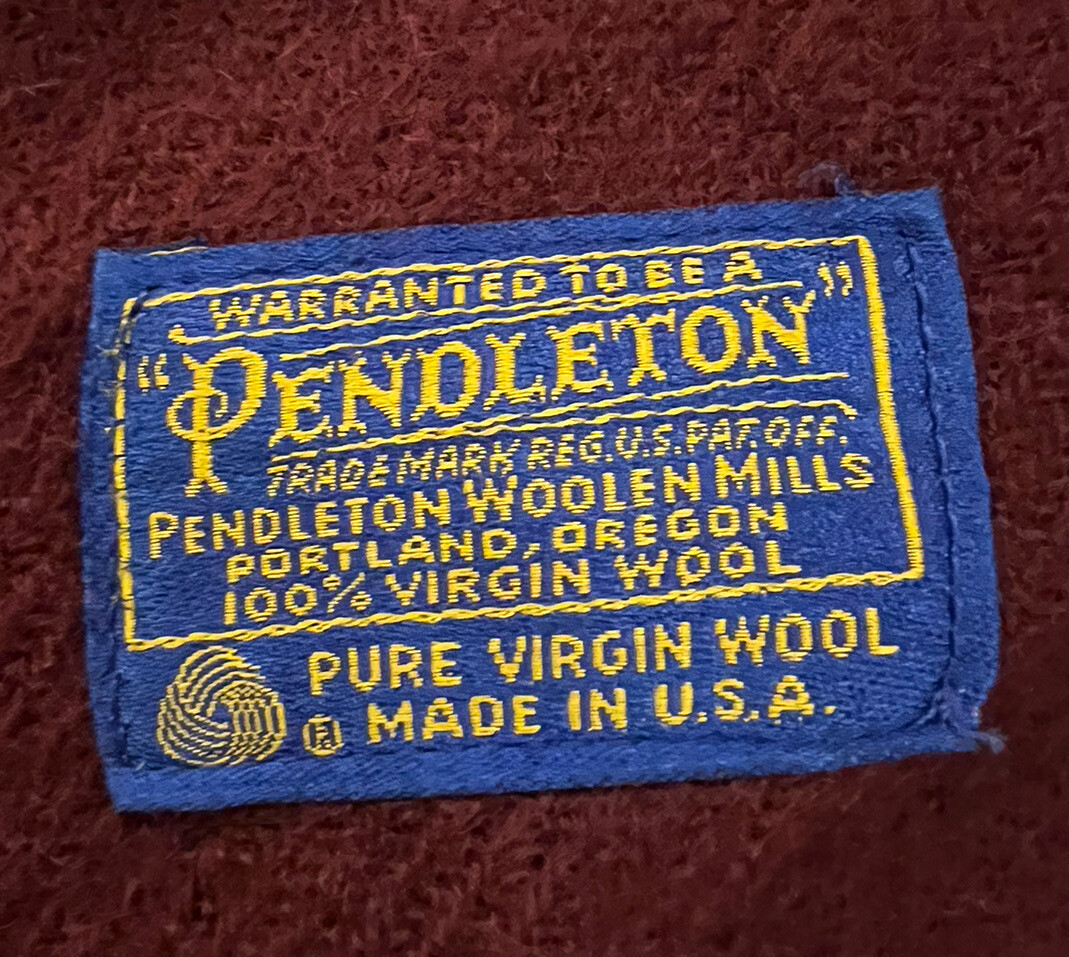 WARRANTED TO BE A
"PENDLETON"
TRADE MARK REG. U.S. PAT. OFF.
PENDLETON WOOLEN MILLS
PORTLAND, OREGON
100% VIRGIN WOOL
PURE VIRGIN WOOL
® MADE IN U.S.A.